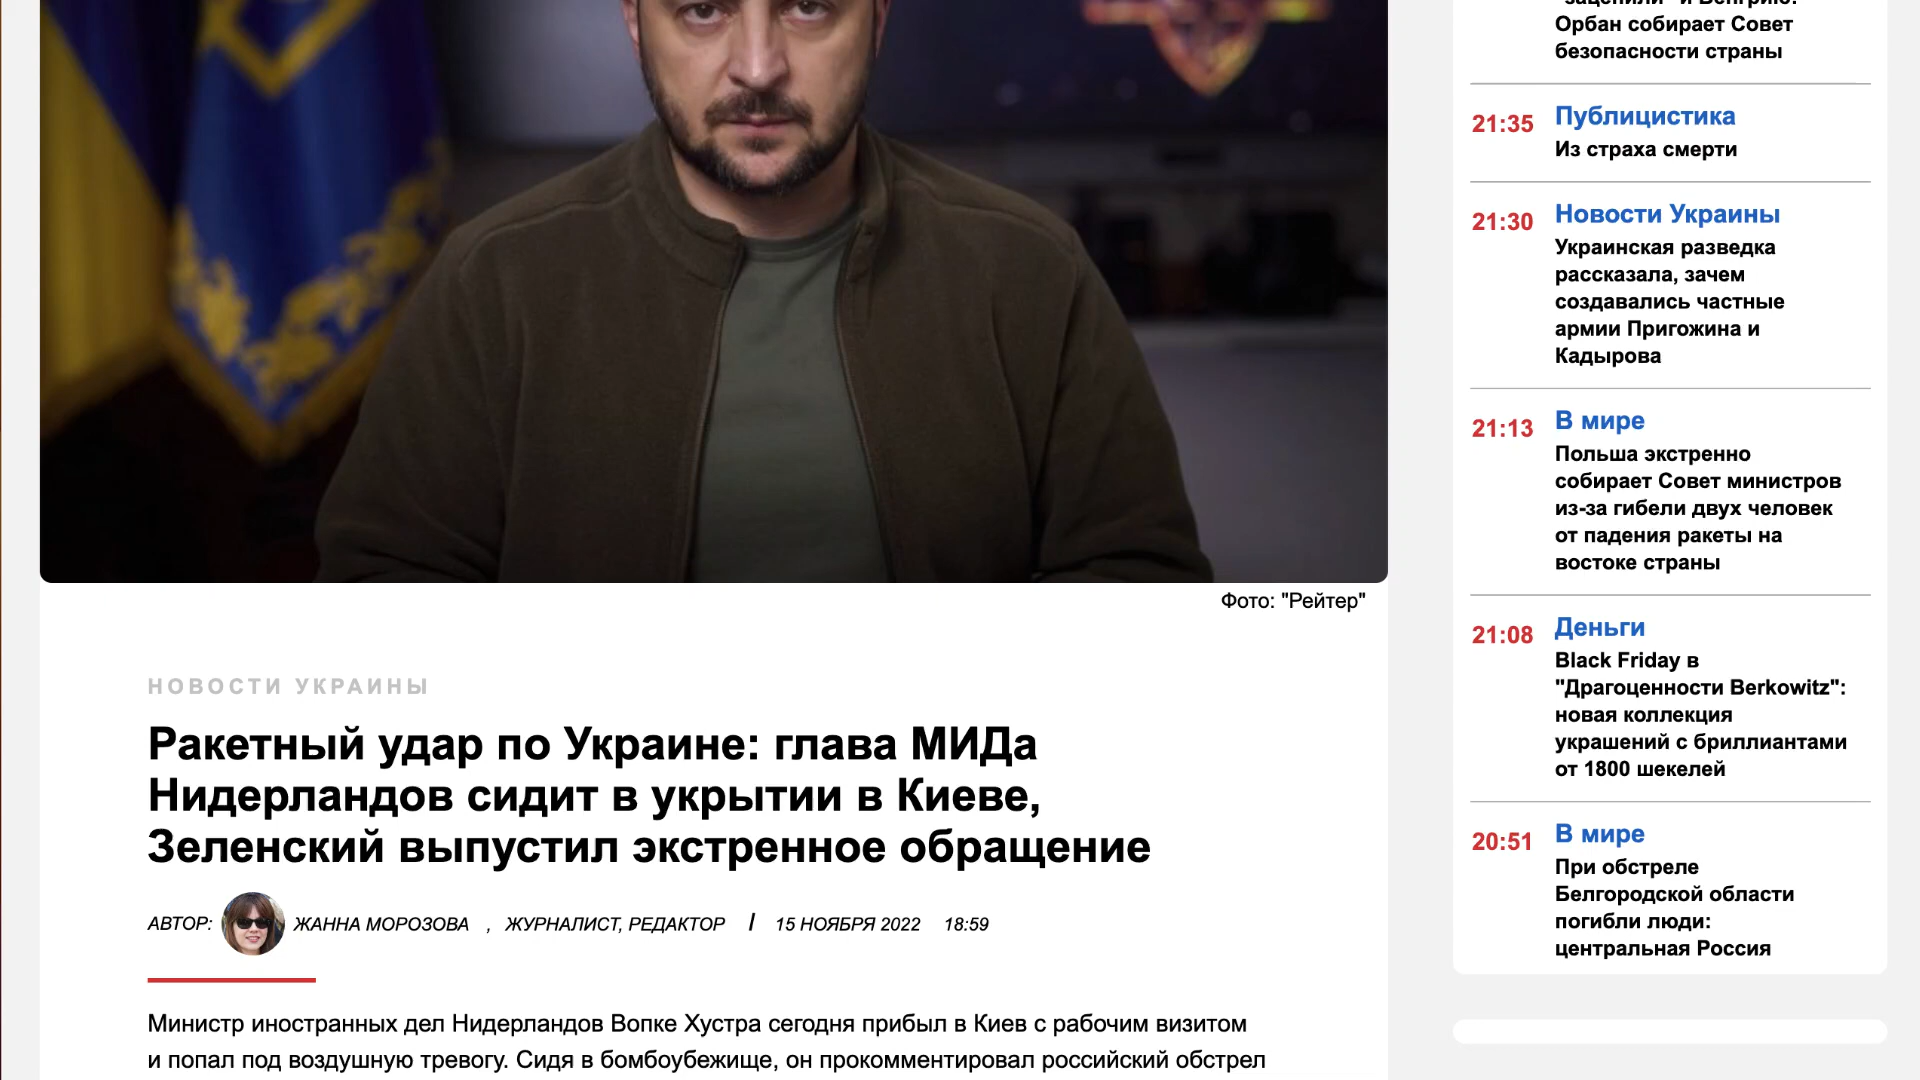 Фото: "Рейтер"
НОВОСТИ УКРАИНЫ
Ракетный удар по Украине: глава МИДа
Нидерландов сидит в укрытии в Киеве,
Зеленский выпустил экстренное обращение
АВТОР: ЖАННА МОРОЗОВА , ЖУРНАЛИСТ, РЕДАКТОР / 15 НОЯБРЯ 2022 18:59
Министр иностранных дел Нидерландов Вопке Хустра сегодня прибыл в Киев с рабочим визитом
и попал под воздушную тревогу. Сидя в бомбоубежище, он прокомментировал российский обстрел
"зацепили" и Венгрию:
Орбан собирает Совет
безопасности страны
21:35 Публицистика
Из страха смерти
21:30 Новости Украины
Украинская разведка
рассказала, зачем
создавались частные
армии Пригожина и
Кадырова
21:13 В мире
Польша экстренно
собирает Совет министров
из-за гибели двух человек
от падения ракеты на
востоке страны
21:08 Деньги
Black Friday в
"Драгоценности Berkowitz":
новая коллекция
украшений с бриллиантами
от 1800 шекелей
20:51 В мире
При обстреле
Белгородской области
погибли люди:
центральная Россия